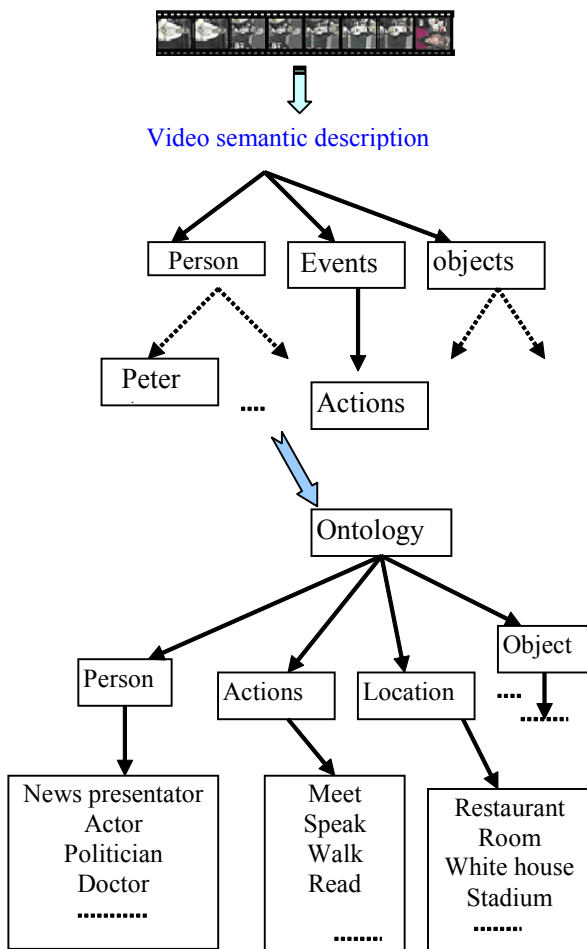 Video semantic description
Person
Events
objects
Peter
Actions
Ontology
Person
Actions
Location
Object
News presentator
Actor
Politician
Doctor
Meet
Speak
Walk
Read
Restaurant
Room
White house
Stadium